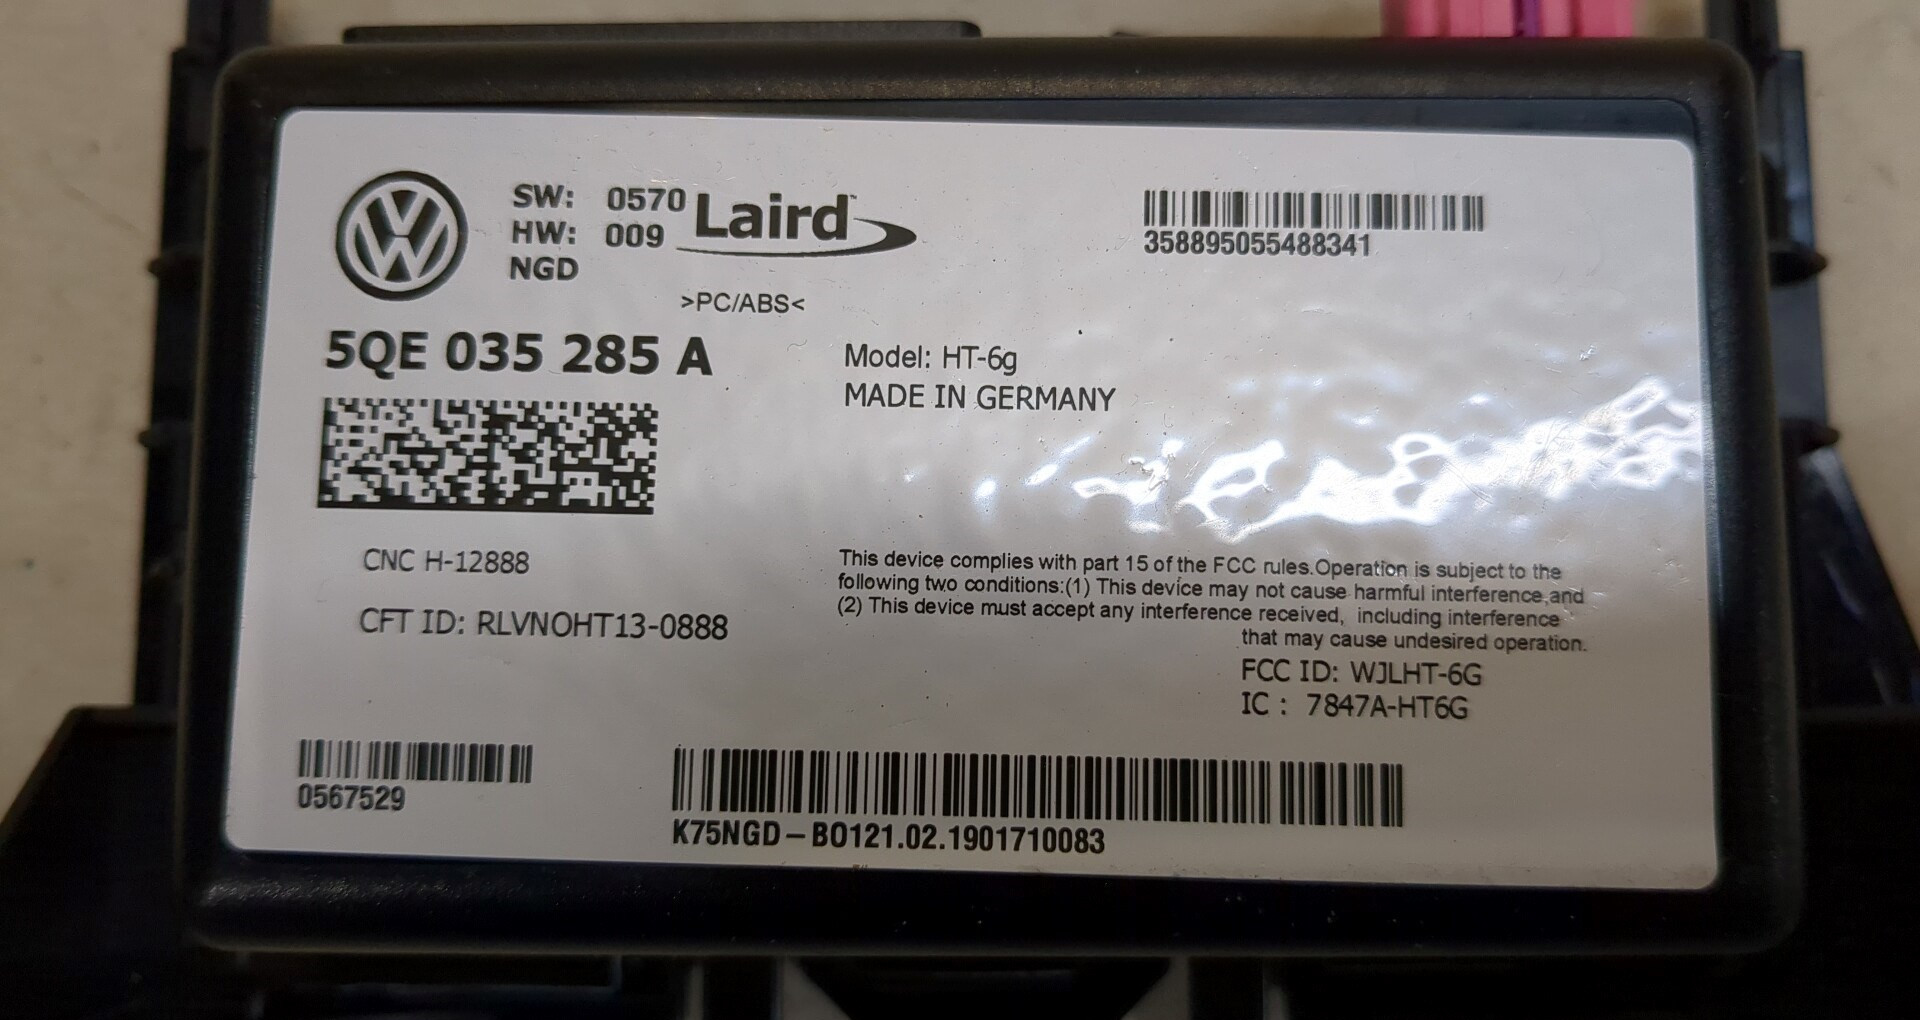 SW: 0570
HW: 009
NGD
Laird™
358895055488341
>PC/ABS<
5QE 035 285 A
Model: HT-6g
MADE IN GERMANY
CNC H-12888
CFT ID: RLVNOHT13-0888
This device complies with part 15 of the FCC rules.Operation is subject to the
following two conditions:(1) This device may not cause harmful interference,and
(2) This device must accept any interference received, including interference
that may cause undesired operation.
FCC ID: WJLHT-6G
IC : 7847A-HT6G
0567529
K75NGD-BO121.02.1901710083